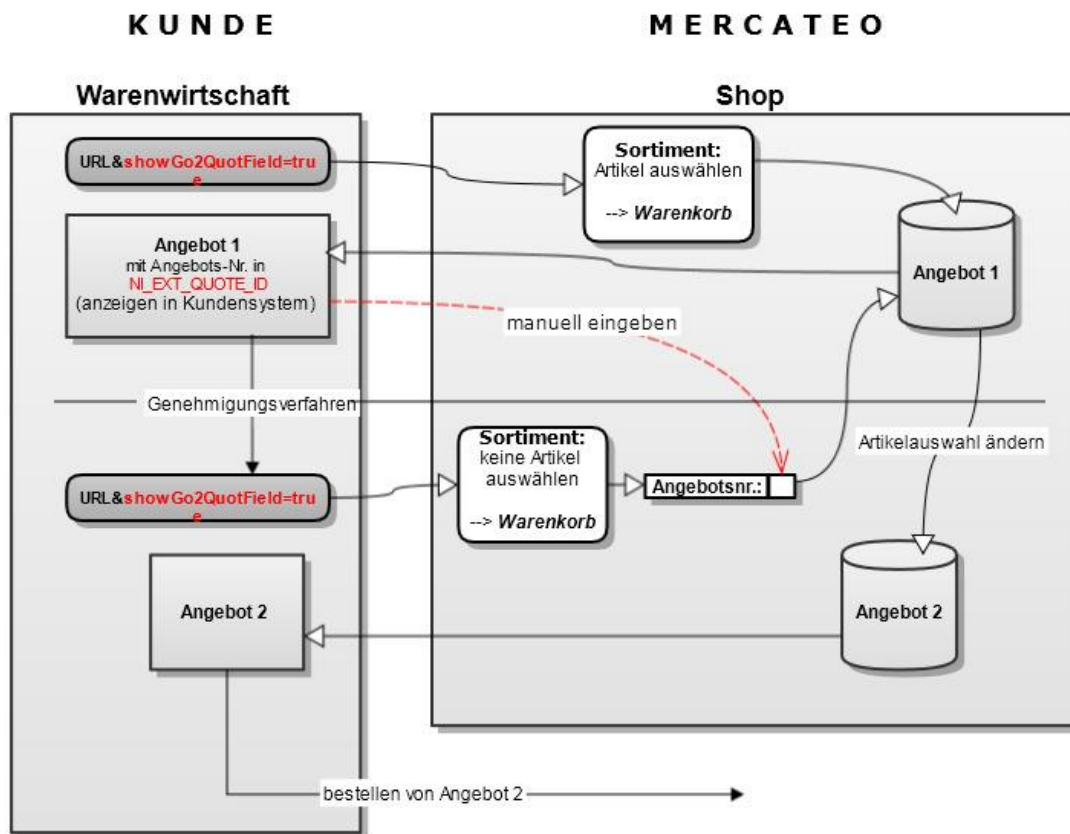 KUNDE
MERCATEO
Warenwirtschaft
Shop
URL&showGo2QuotField=tru
e
Sortiment:
Artikel auswählen
--> Warenkorb
Angebot 1
mit Angebots-Nr. in
NI_EXT_QUOTE_ID
(anzeigen in Kundensystem)
Angebot 1
manuell eingeben
Genehmigungsverfahren
Sortiment:
keine Artikel
auswählen
--> Warenkorb
Artikelauswahl ändern
URL&showGo2QuotField=tru
e
Angebotsnr.:
Angebot 2
Angebot 2
bestellen von Angebot 2